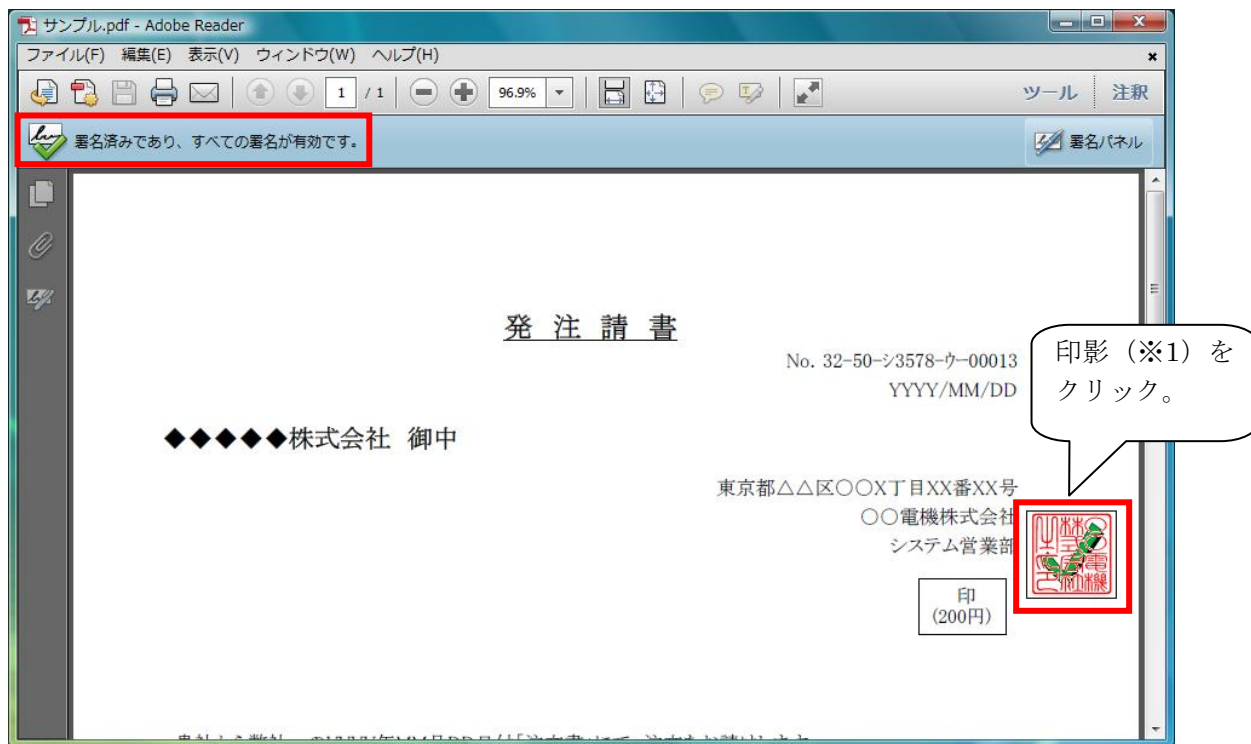 サンプル.pdf - Adobe Reader
ファイル(F) 編集(E) 表示(V) ウィンドウ(W) ヘルプ(H)
1 / 1 96.9% ツール 注釈
署名済みであり、すべての署名が有効です。 署名パネル
発 注 請 書
No. 32-50-ｼ3578-ｳ-00013
YYYY/MM/DD
印影（※1）を
クリック。
◆◆◆◆◆株式会社 御中
東京都△△区○○X丁目XX番XX号
○○電機株式会社
システム営業部
印
(200円)